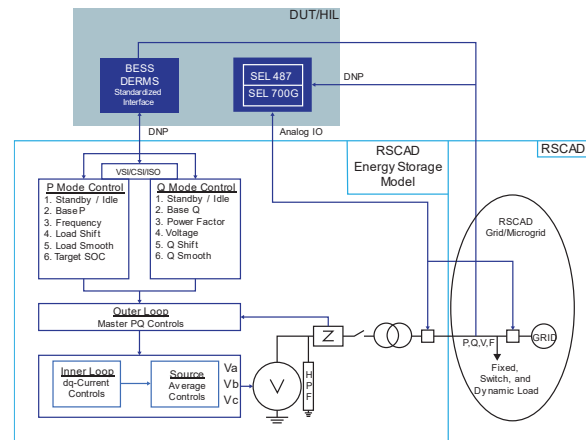 DUT/HIL
BESS
DERMS
Standardized
Interface
SEL 487
SEL 700G
DNP
DNP
Analog IO
RSCAD
Energy Storage
Model
RSCAD
VSI/CSI/ISO
P Mode Control
1. Standby / Idle
2. Base P
3. Frequency
4. Load Shift
5. Load Smooth
6. Target SOC
Q Mode Control
1. Standby / Idle
2. Base Q
3. Power Factor
4. Voltage
5. Q Shift
6. Q Smooth
RSCAD
Grid/Microgrid
Outer Loop
Master PQ Controls
Z
P,Q,V,F
GRID
Fixed,
Switch, and
Dynamic Load
Inner Loop
dq-Current
Controls
Source
Average
Controls
Va
Vb
Vc
V
HPF